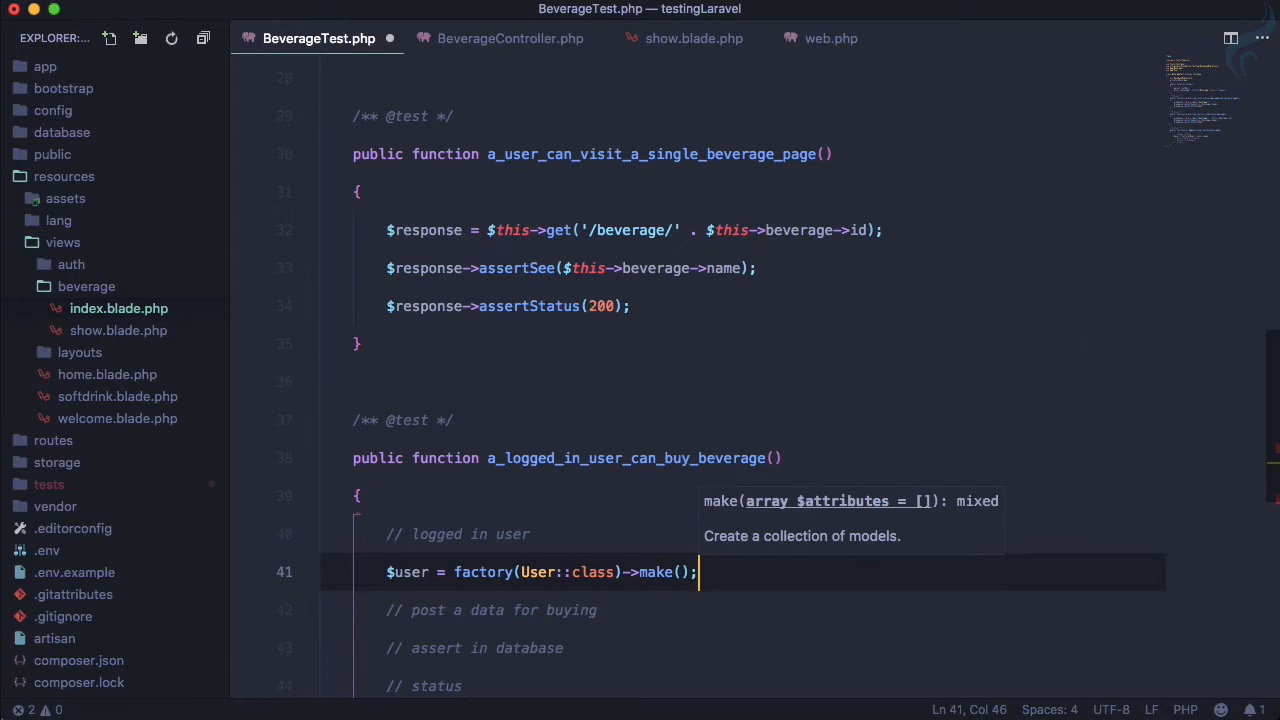 BeverageTest.php — testingLaravel
EXPLORER:...
BeverageTest.php
BeverageController.php
show.blade.php
web.php
app
bootstrap
config
database
public
resources
assets
lang
views
auth
beverage
index.blade.php
show.blade.php
layouts
home.blade.php
softdrink.blade.php
welcome.blade.php
routes
storage
tests
vendor
.editorconfig
.env
.env.example
.gitattributes
.gitignore
artisan
composer.json
composer.lock
28
29 /** @test */
30 public function a_user_can_visit_a_single_beverage_page()
31 {
32 $response = $this->get('/beverage/' . $this->beverage->id);
33 $response->assertSee($this->beverage->name);
34 $response->assertStatus(200);
35 }
36
37 /** @test */
38 public function a_logged_in_user_can_buy_beverage()
39 {
make(array $attributes = []): mixed
Create a collection of models.
40 // logged in user
41 $user = factory(User::class)->make();
42 // post a data for buying
43 // assert in database
44 // status
2 0
Ln 41, Col 46 Spaces: 4 UTF-8 LF PHP 1